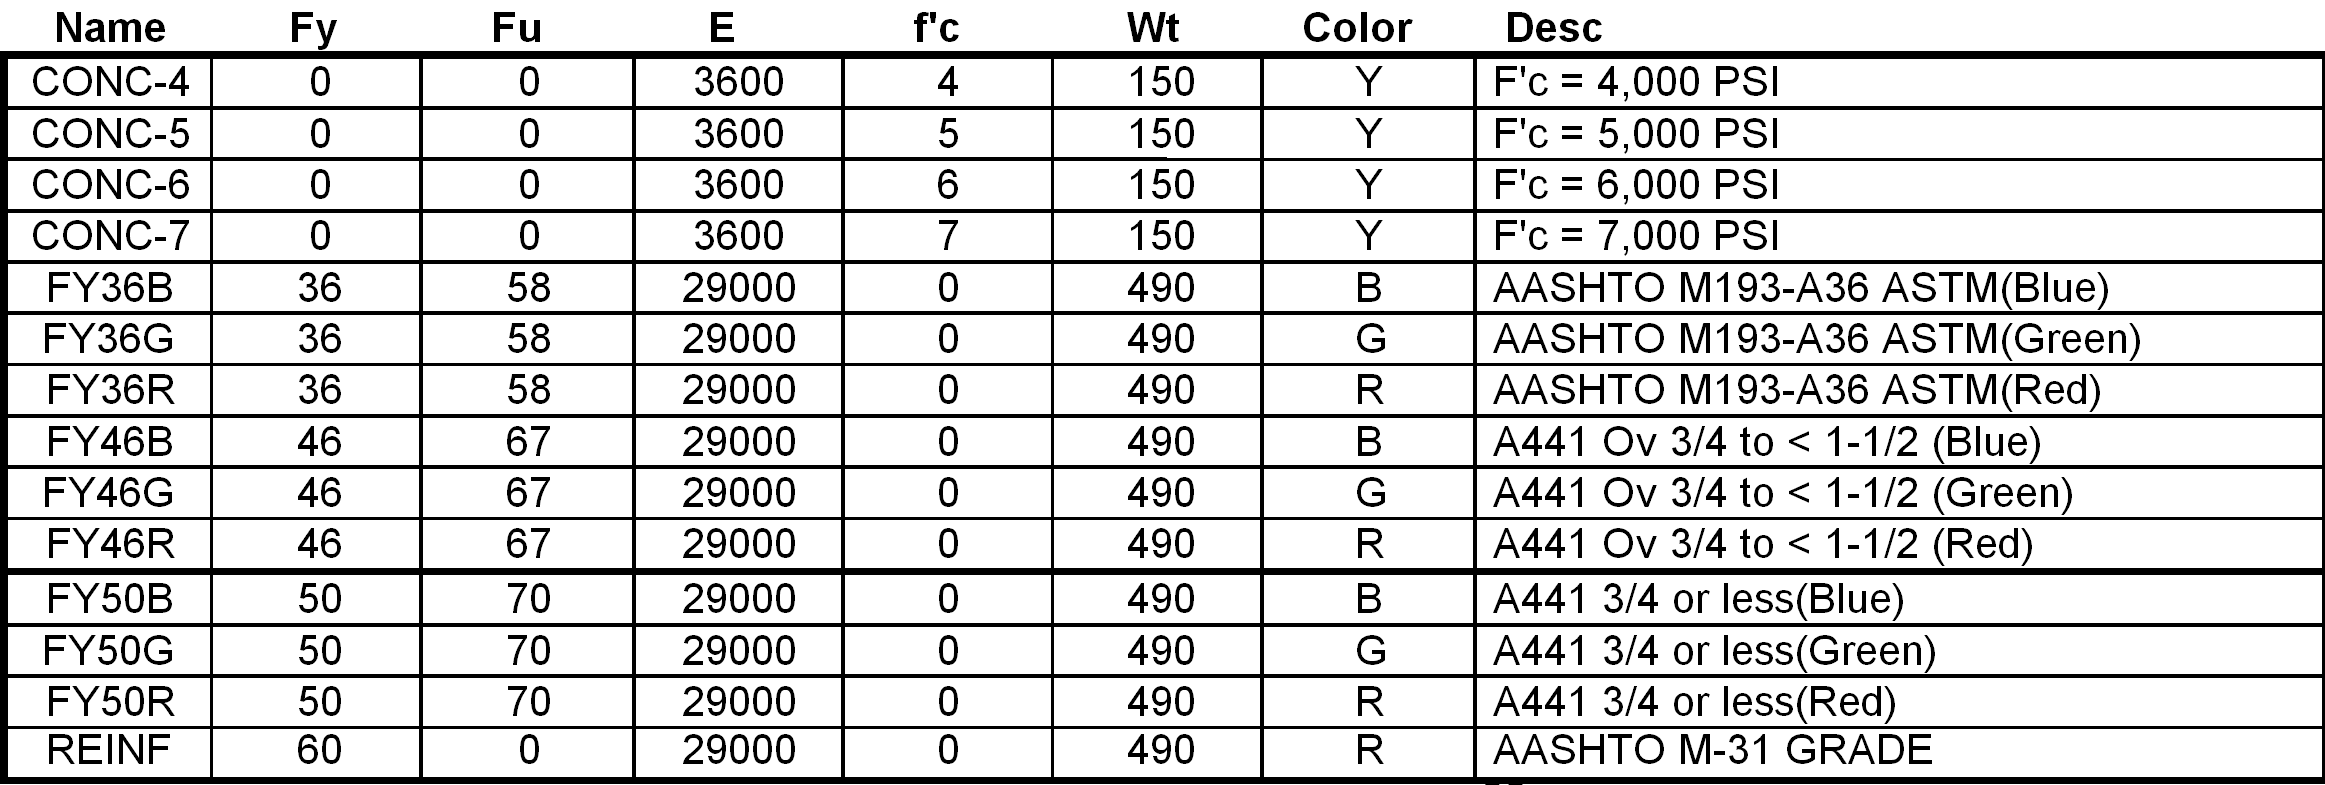 Name Fy Fu E f'c Wt Color Desc
CONC-4 0 0 3600 4 150 Y F'c = 4,000 PSI
CONC-5 0 0 3600 5 150 Y F'c = 5,000 PSI
CONC-6 0 0 3600 6 150 Y F'c = 6,000 PSI
CONC-7 0 0 3600 7 150 Y F'c = 7,000 PSI
FY36B 36 58 29000 0 490 B AASHTO M193-A36 ASTM(Blue)
FY36G 36 58 29000 0 490 G AASHTO M193-A36 ASTM(Green)
FY36R 36 58 29000 0 490 R AASHTO M193-A36 ASTM(Red)
FY46B 46 67 29000 0 490 B A441 Ov 3/4 to < 1-1/2 (Blue)
FY46G 46 67 29000 0 490 G A441 Ov 3/4 to < 1-1/2 (Green)
FY46R 46 67 29000 0 490 R A441 Ov 3/4 to < 1-1/2 (Red)
FY50B 50 70 29000 0 490 B A441 3/4 or less(Blue)
FY50G 50 70 29000 0 490 G A441 3/4 or less(Green)
FY50R 50 70 29000 0 490 R A441 3/4 or less(Red)
REINF 60 0 29000 0 490 R AASHTO M-31 GRADE